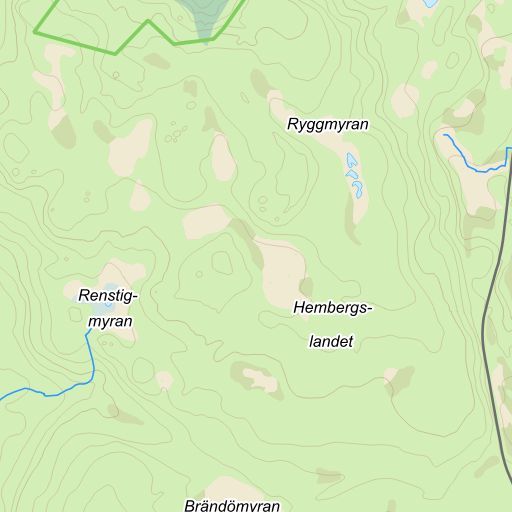 Ryggmyran
Renstig-
myran
Hembergs-
landet
Brändömyran